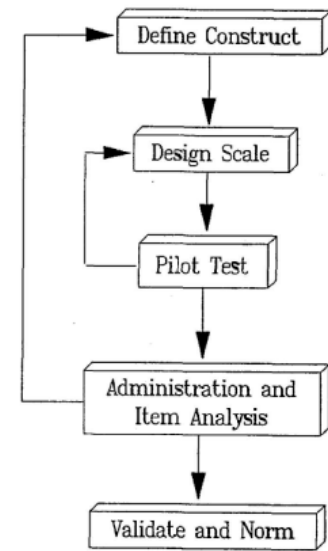 Define Construct
Design Scale
Pilot Test
Administration and
Item Analysis
Validate and Norm